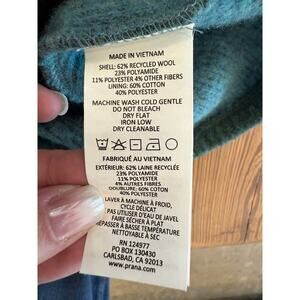 MADE IN VIETNAM
SHELL: 62% RECYCLED WOOL
23% POLYAMIDE
11% POLYESTER 4% OTHER FIBERS
LINING: 60% COTTON
40% POLYESTER
MACHINE WASH COLD GENTLE
DO NOT BLEACH
DRY FLAT
IRON LOW
DRY CLEANABLE
FABRIQUÉ AU VIETNAM
EXTÉRIEUR: 62% LAINE RECYCLÉE
23% POLYAMIDE
11% POLYESTER
4% AUTRES FIBRES
DOUBLURE: 60% COTON
40% POLYESTER
LAVER À MACHINE À FROID,
CYCLE DÉLICAT
PAS UTILISER D'EAU DE JAVEL
FAIRE SÉCHER À PLAT
REPASSER À BASSE TEMPÉRATURE
NETTOYABLE À SEC
RN 124977
PO BOX 130430
CARLSBAD, CA 92013
www.prana.com